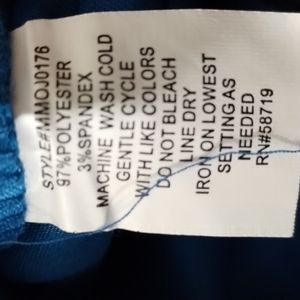 STYLE#MMOJ0176
97%POLYESTER
3%SPANDEX
MACHINE WASH COLD
GENTLE CYCLE
WITH LIKE COLORS
DO NOT BLEACH
LINE DRY
IRON ON LOWEST
SETTING AS
NEEDED
RN#58719